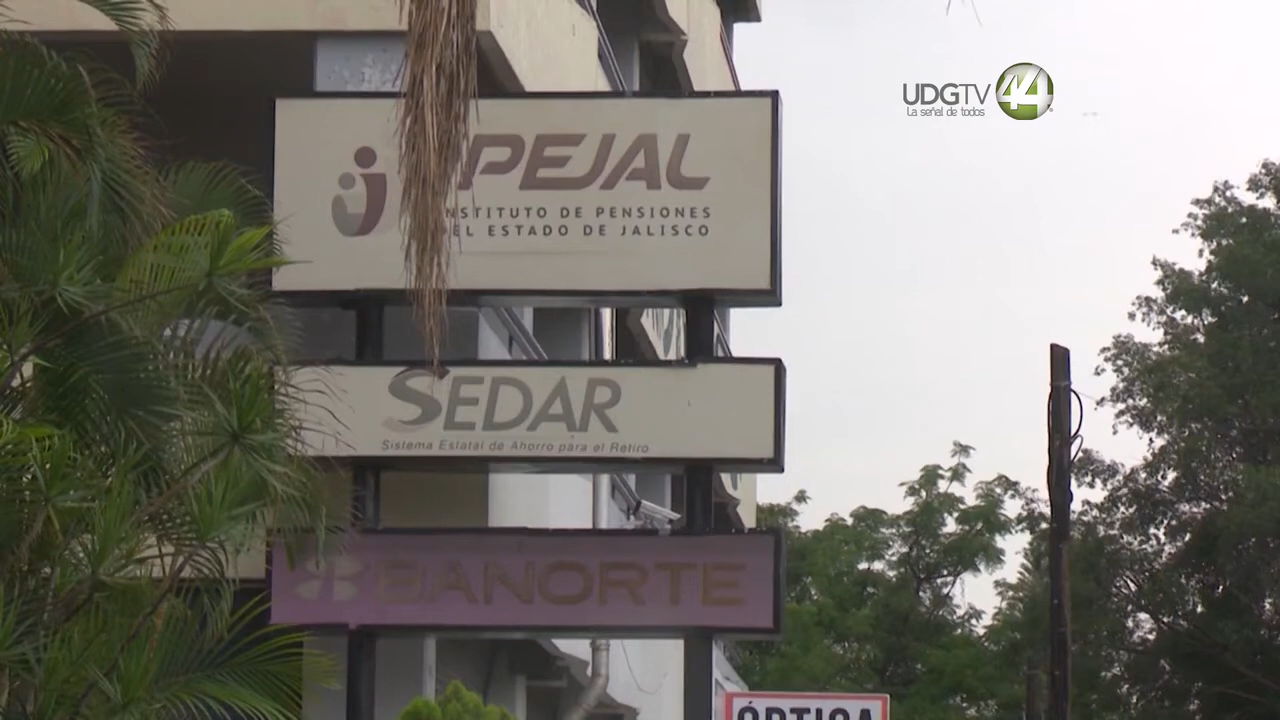 UDGTV 44
La señal de todos
IPEJAL
INSTITUTO DE PENSIONES
DEL ESTADO DE JALISCO
SEDAR
Sistema Estatal de Ahorro para el Retiro
BANORTE
ÓPTICA